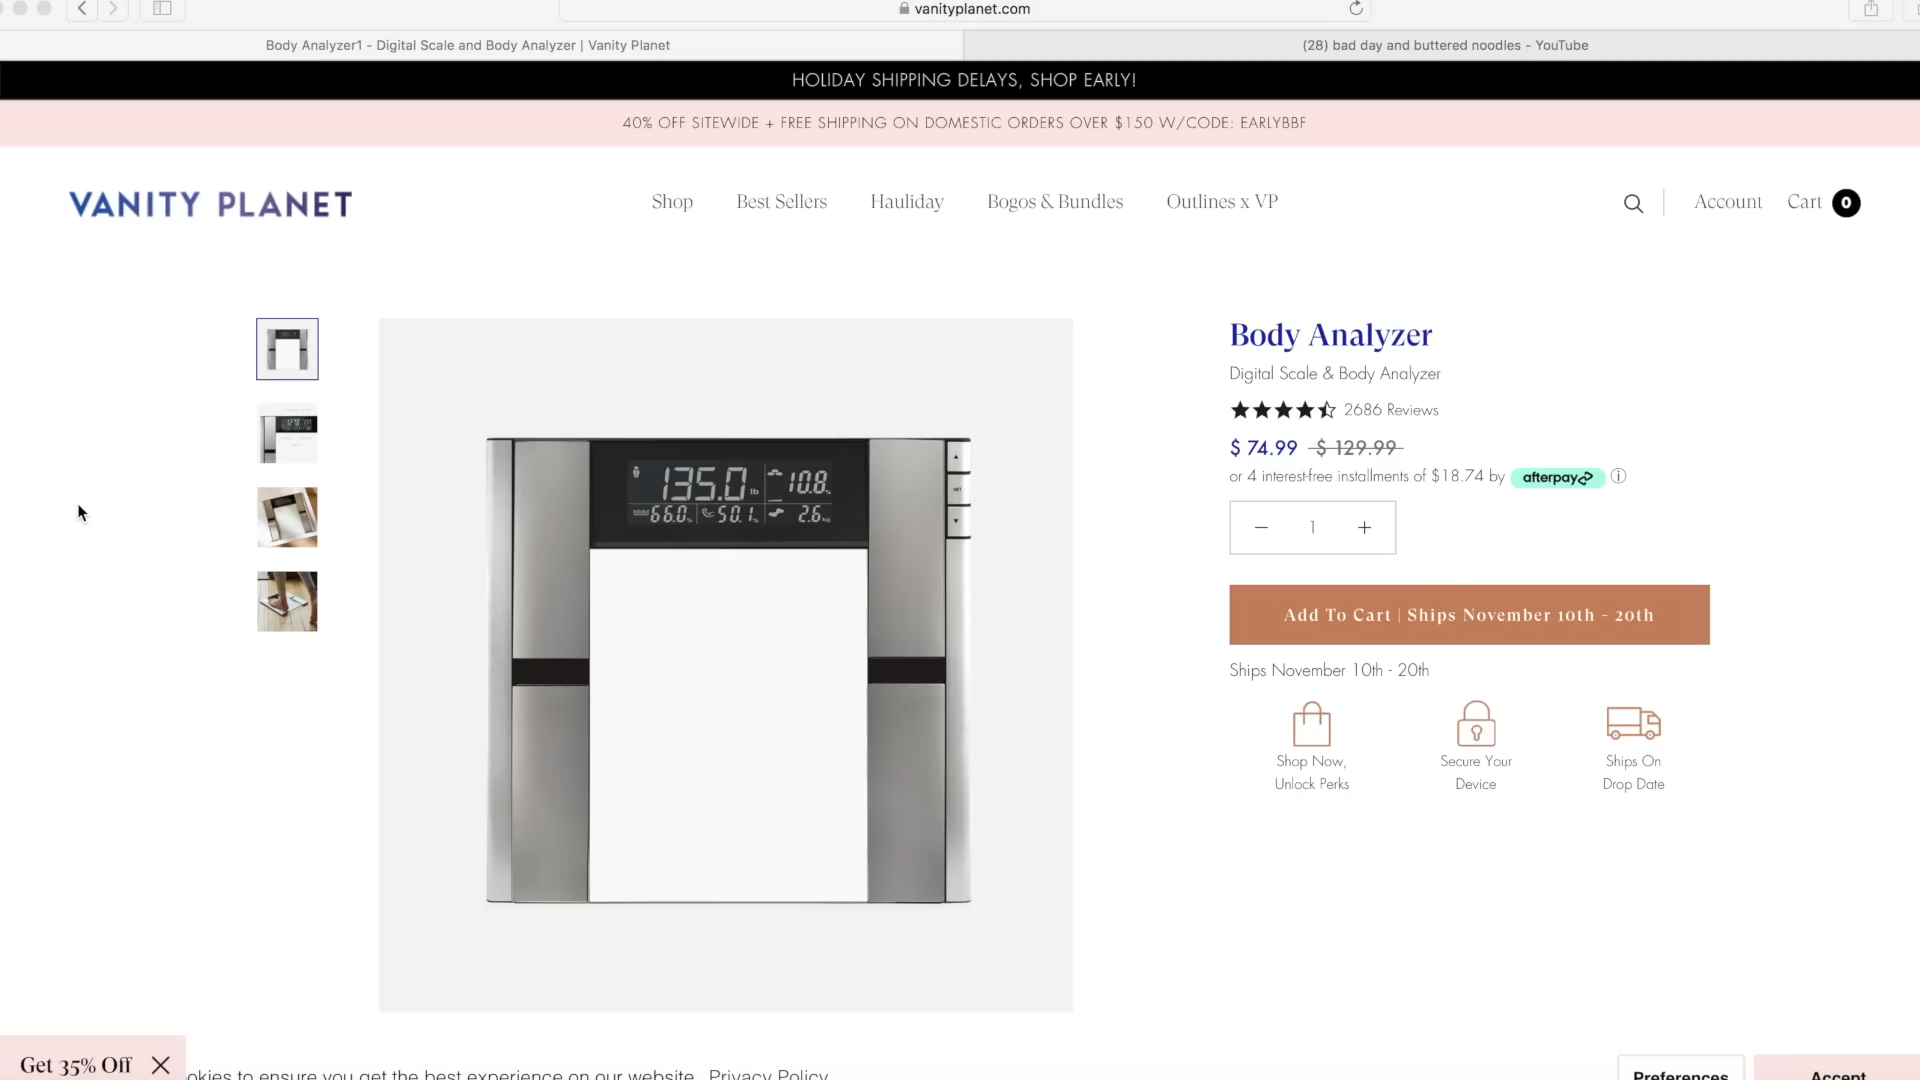 vanityplanet.com
Body Analyzer1 - Digital Scale and Body Analyzer | Vanity Planet
(28) bad day and buttered noodles - YouTube
HOLIDAY SHIPPING DELAYS, SHOP EARLY!
40% OFF SITEWIDE + FREE SHIPPING ON DOMESTIC ORDERS OVER $150 W/CODE: EARLYBBF
VANITY PLANET
Shop Best Sellers Hauliday Bogos & Bundles Outlines x VP
Account Cart 0
Body Analyzer
Digital Scale & Body Analyzer
2686 Reviews
$ 74.99 $ 129.99
or 4 interest-free installments of $18.74 by afterpay
1
Add To Cart | Ships November 10th - 20th
Ships November 10th - 20th
Shop Now,
Unlock Perks
Secure Your
Device
Ships On
Drop Date
135.0 lb 10.8
66.0 % 50.1 % 2.6
SET
Get 35% Off
okies to ensure you get the best experience on our website. Privacy Policy
Preferences
Accept